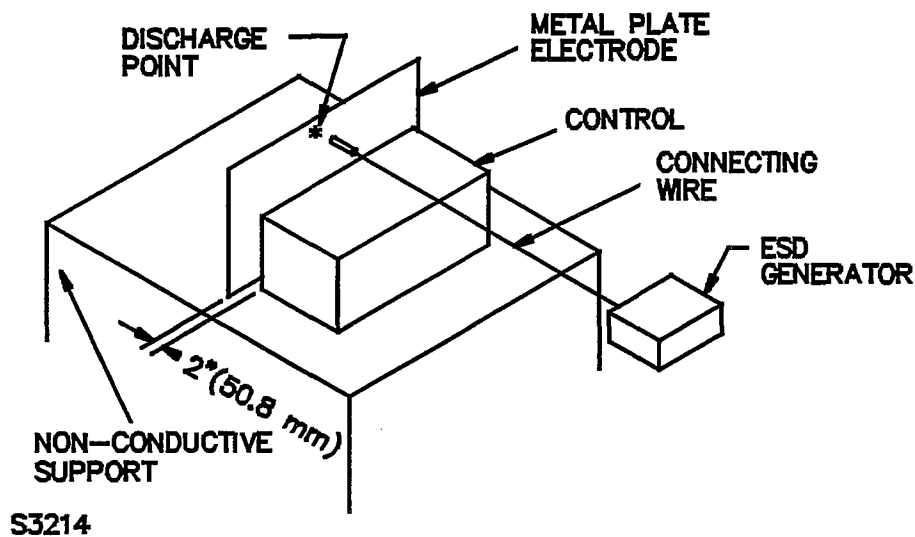 DISCHARGE
POINT
METAL PLATE
ELECTRODE
*
CONTROL
CONNECTING
WIRE
ESD
GENERATOR
2"(50.8 mm)
NON-CONDUCTIVE
SUPPORT
S3214